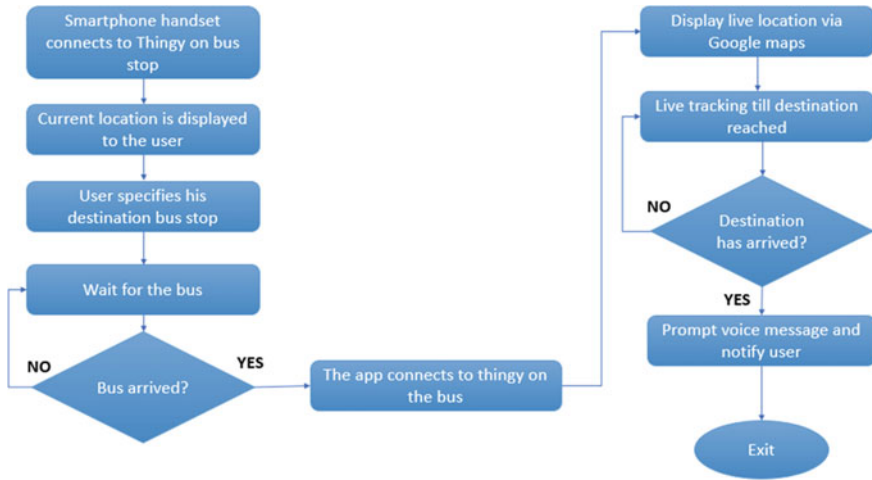 Smartphone handset
connects to Thingy on bus
stop
Current location is displayed
to the user
User specifies his
destination bus stop
Wait for the bus
NO
YES
Bus arrived?
The app connects to thingy on
the bus
Display live location via
Google maps
Live tracking till destination
reached
NO
Destination
has arrived?
YES
Prompt voice message and
notify user
Exit